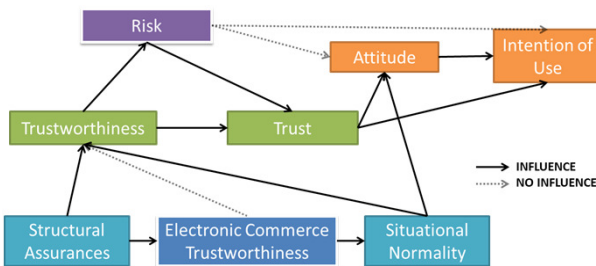 Risk
Attitude
Intention of
Use
Trustworthiness
Trust
INFLUENCE
NO INFLUENCE
Structural
Assurances
Electronic Commerce
Trustworthiness
Situational
Normality